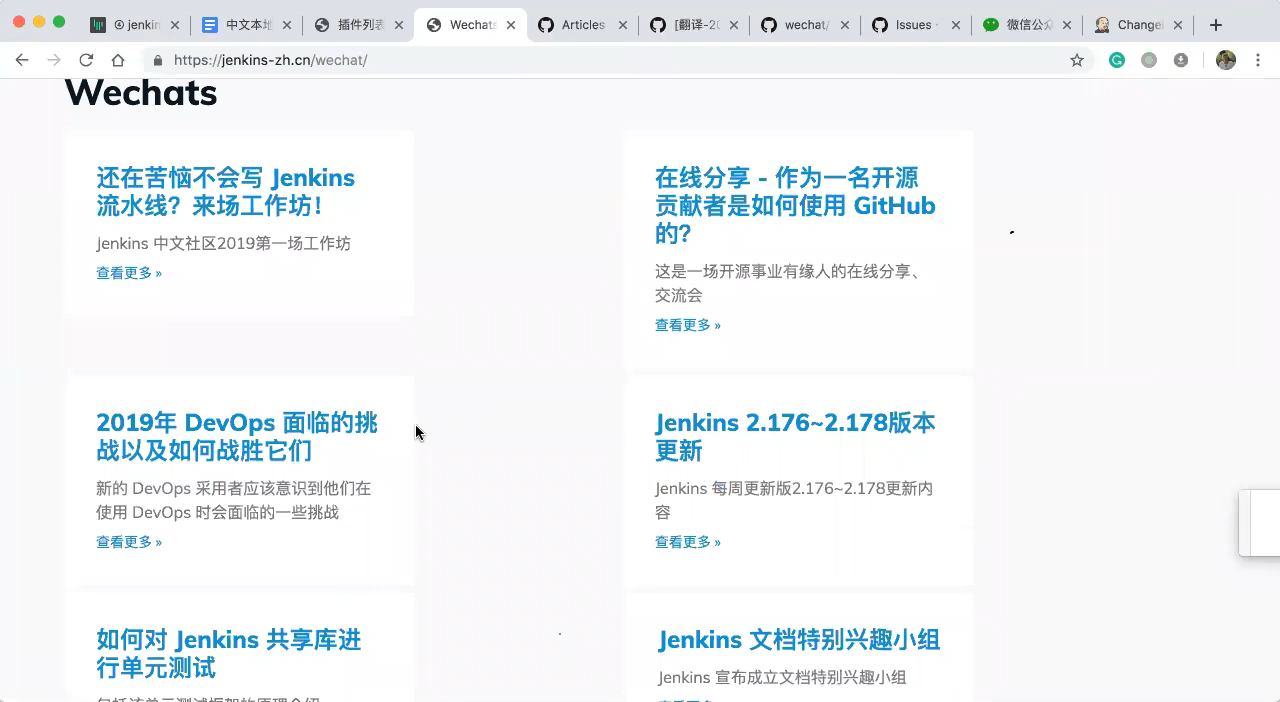 jenkin
中文本地
插件列表
Wechats
Articles
[翻译-20
wechat/
Issues ·
微信公众
Change
https://jenkins-zh.cn/wechat/
Wechats
还在苦恼不会写 Jenkins
流水线？来场工作坊！
Jenkins 中文社区2019第一场工作坊
查看更多 »
在线分享 - 作为一名开源
贡献者是如何使用 GitHub
的？
这是一场开源事业有缘人的在线分享、
交流会
查看更多 »
2019年 DevOps 面临的挑
战以及如何战胜它们
新的 DevOps 采用者应该意识到他们在
使用 DevOps 时会面临的一些挑战
查看更多 »
Jenkins 2.176~2.178版本
更新
Jenkins 每周更新版2.176~2.178更新内
容
查看更多 »
如何对 Jenkins 共享库进
行单元测试
Jenkins 文档特别兴趣小组
Jenkins 宣布成立文档特别兴趣小组